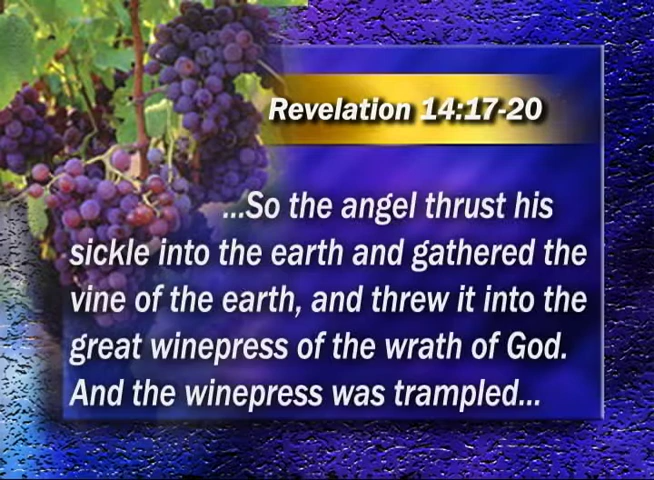 Revelation 14:17-20
...So the angel thrust his
sickle into the earth and gathered the
vine of the earth, and threw it into the
great winepress of the wrath of God.
And the winepress was trampled...